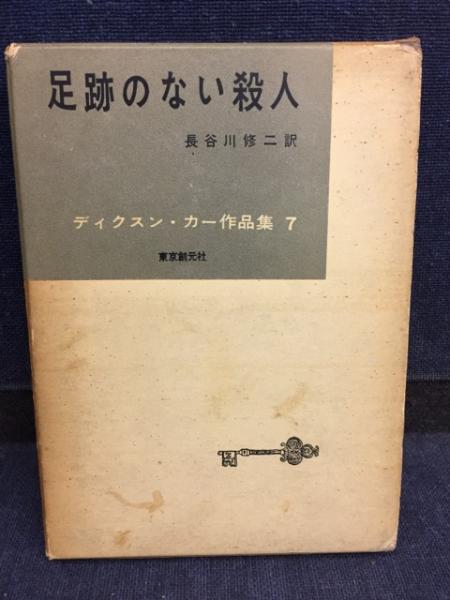 足跡のない殺人
長谷川修二訳
ディクスン・カー作品集 7
東京創元社